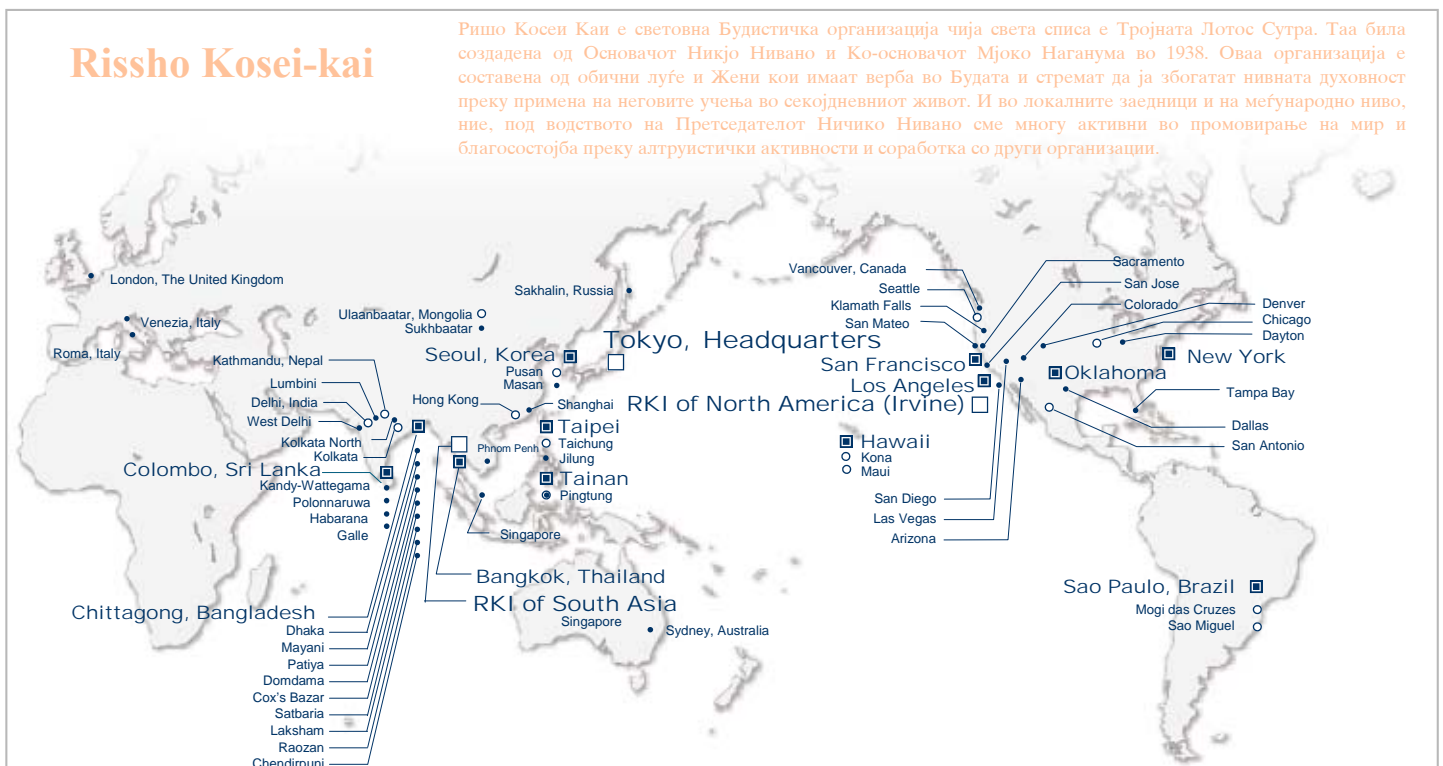 Rissho Kosei-kai
Ришо Косеи Каи е световна Будистичка организација чија света списа е Тројната Лотос Сутра. Таа била
создадена од Основачот Никјо Нивано и Ко-основачот Мјоко Наганума во 1938. Оваа организација е
составена од обични луѓе и Жени кои имаат верба во Будата и стремат да ја збогатат нивната духовност
преку примена на неговите учења во секојдневниот живот. И во локалните заедници и на меѓународно ниво,
ние, под водството на Претседателот Ничико Нивано сме многу активни во промовирање на мир и
благосостојба преку алтруистички активности и соработка со други организации.
London, The United Kingdom
Venezia, Italy
Roma, Italy
Ulaanbaatar, Mongolia
Sukhbaatar
Sakhalin, Russia
Seoul, Korea
Pusan
Masan
Tokyo, Headquarters
Kathmandu, Nepal
Lumbini
Delhi, India
West Delhi
Kolkata North
Kolkata
Hong Kong
Shanghai
Colombo, Sri Lanka
Kandy-Wattegama
Polonnaruwa
Habarana
Galle
Phnom Penh
Taipei
Taichung
Jilung
Tainan
Pingtung
Singapore
Bangkok, Thailand
RKI of South Asia
Singapore
Sydney, Australia
Chittagong, Bangladesh
Dhaka
Mayani
Patiya
Domdama
Cox's Bazar
Satbaria
Laksham
Raozan
Chendirpuni
Vancouver, Canada
Seattle
Klamath Falls
San Mateo
San Francisco
Los Angeles
RKI of North America (Irvine)
Hawaii
Kona
Maui
San Diego
Las Vegas
Arizona
Sacramento
San Jose
Colorado
Denver
Chicago
Dayton
New York
Oklahoma
Tampa Bay
Dallas
San Antonio
Sao Paulo, Brazil
Mogi das Cruzes
Sao Miguel